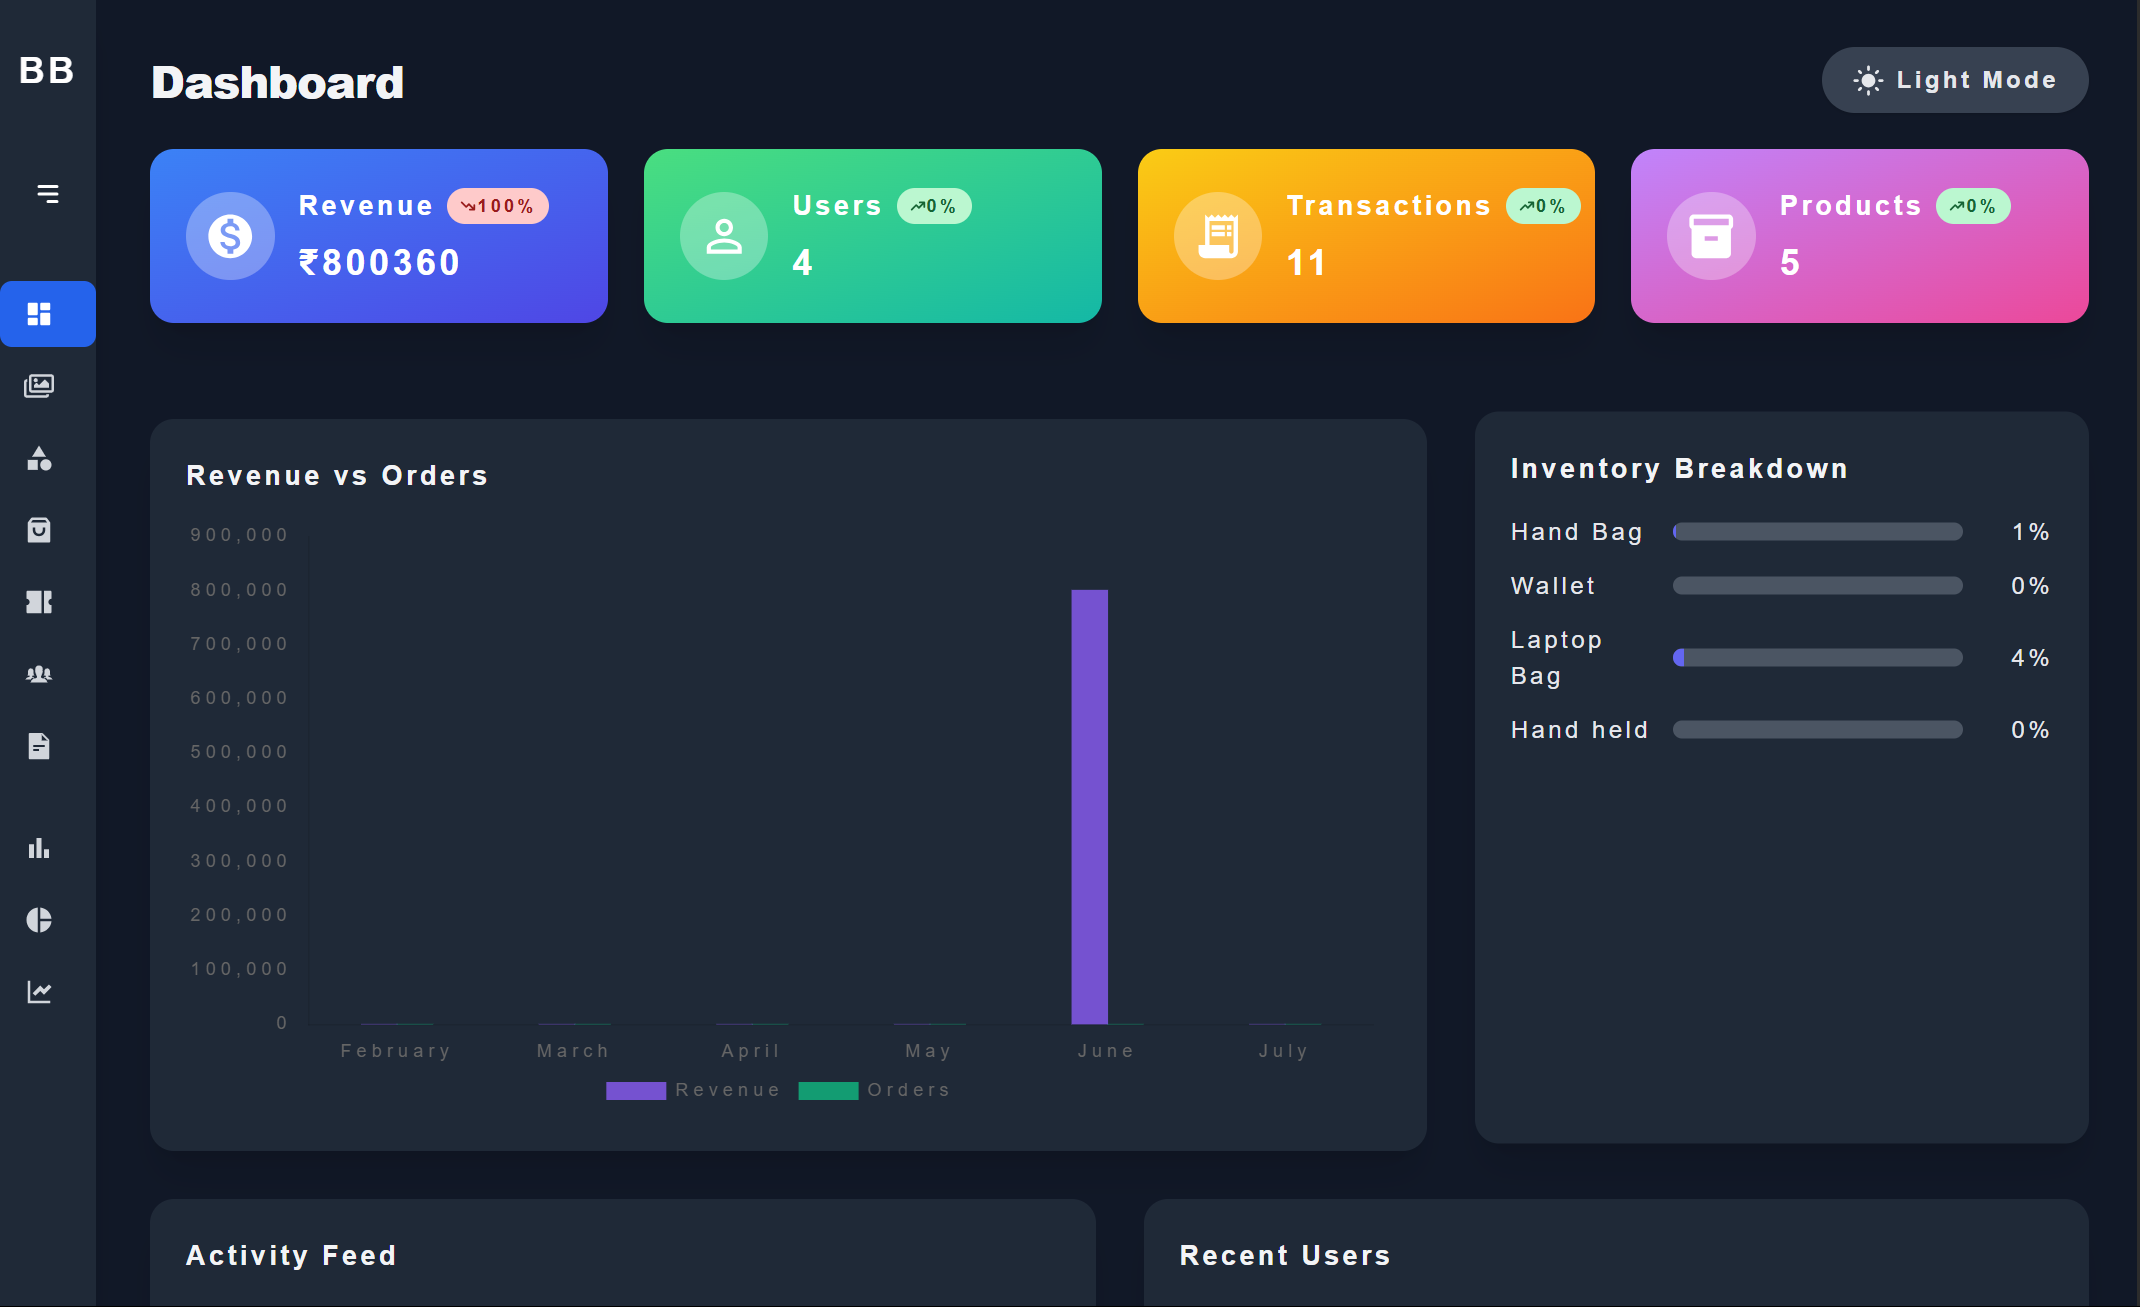 BB
Dashboard
Light Mode
Revenue 100%
₹800360
Users 0%
4
Transactions 0%
11
Products 0%
5
Revenue vs Orders
900,000
800,000
700,000
600,000
500,000
400,000
300,000
200,000
100,000
0
February March April May June July
Revenue Orders
Inventory Breakdown
Hand Bag 1%
Wallet 0%
Laptop
Bag 4%
Hand held 0%
Activity Feed
Recent Users